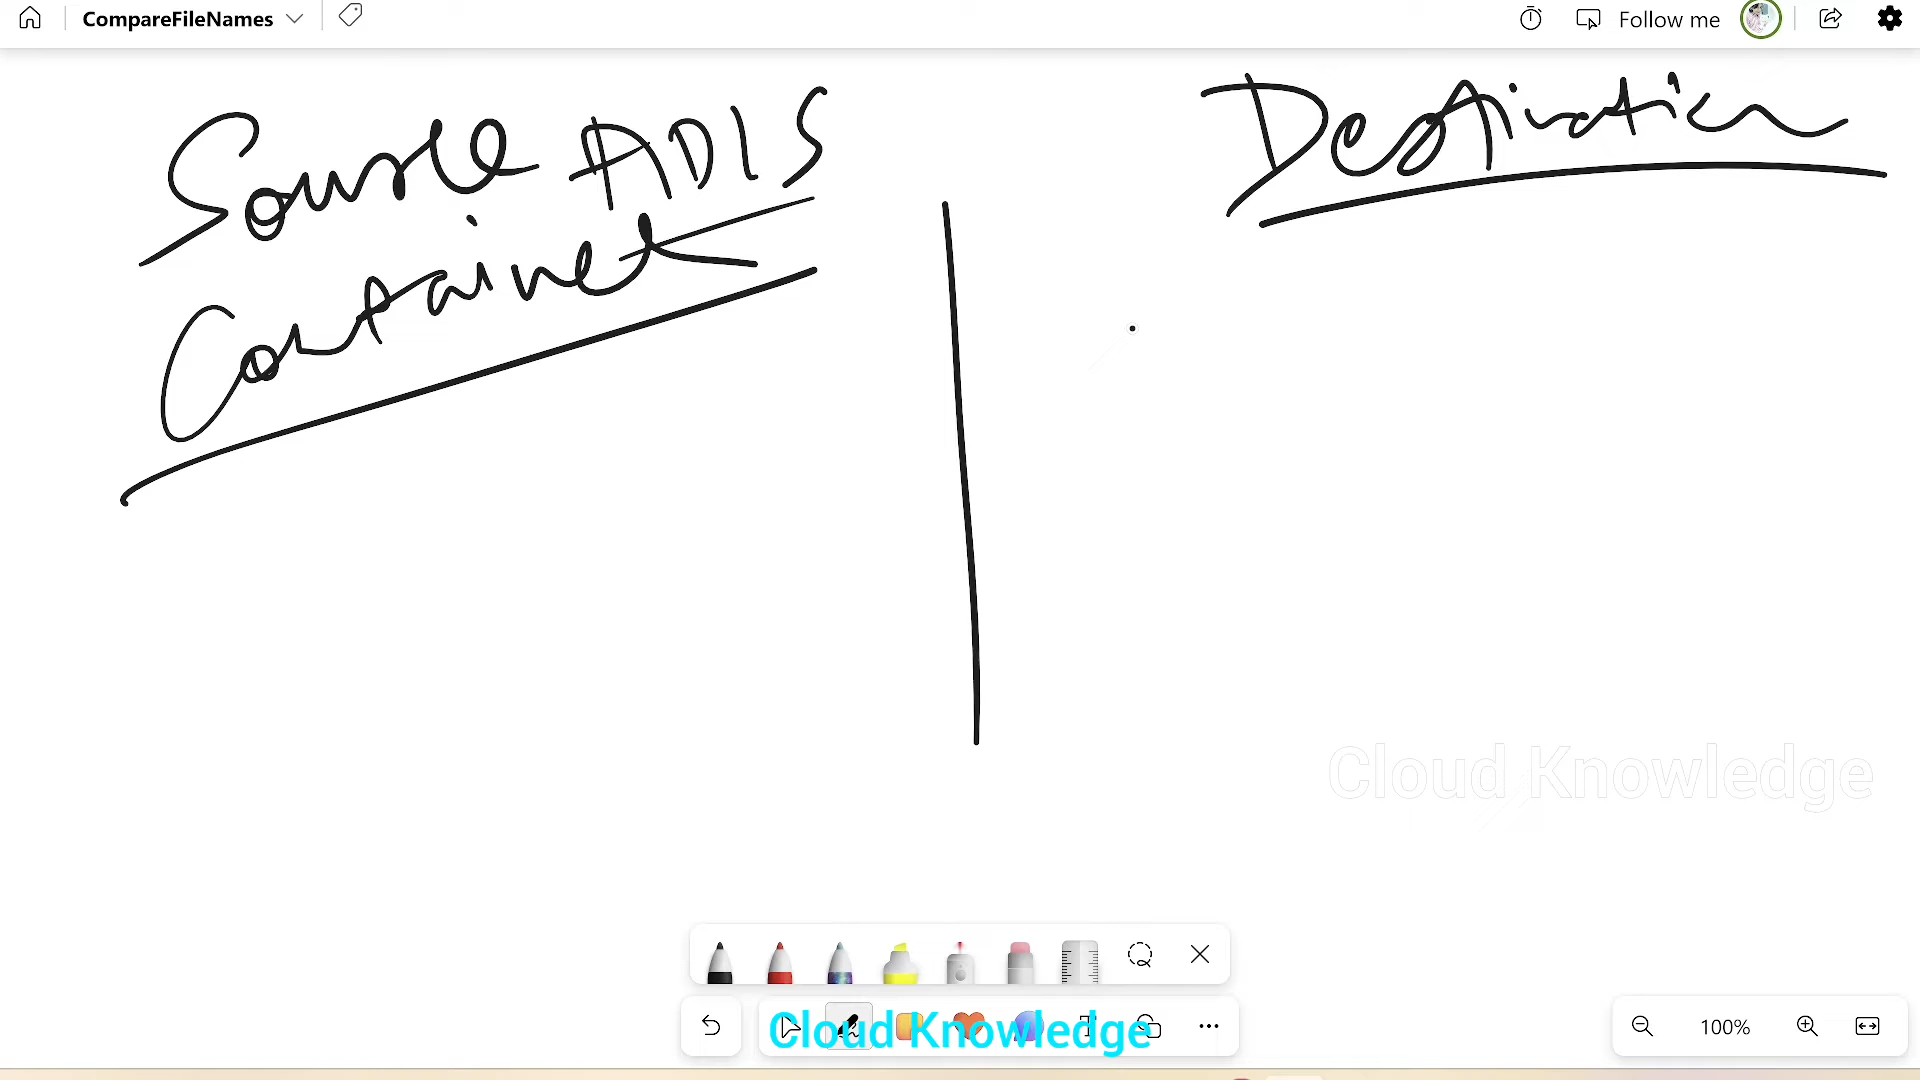 CompareFileNames
Follow me
Source ADLS
Container
Destination
Cloud Knowledge
Cloud Knowledge
100%